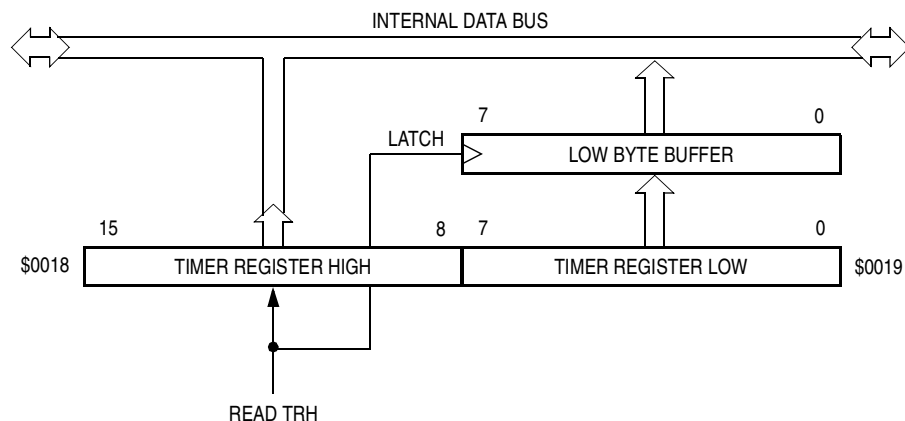 INTERNAL DATA BUS
7 0
LATCH
LOW BYTE BUFFER
15 8 7 0
$0018 TIMER REGISTER HIGH TIMER REGISTER LOW $0019
READ TRH